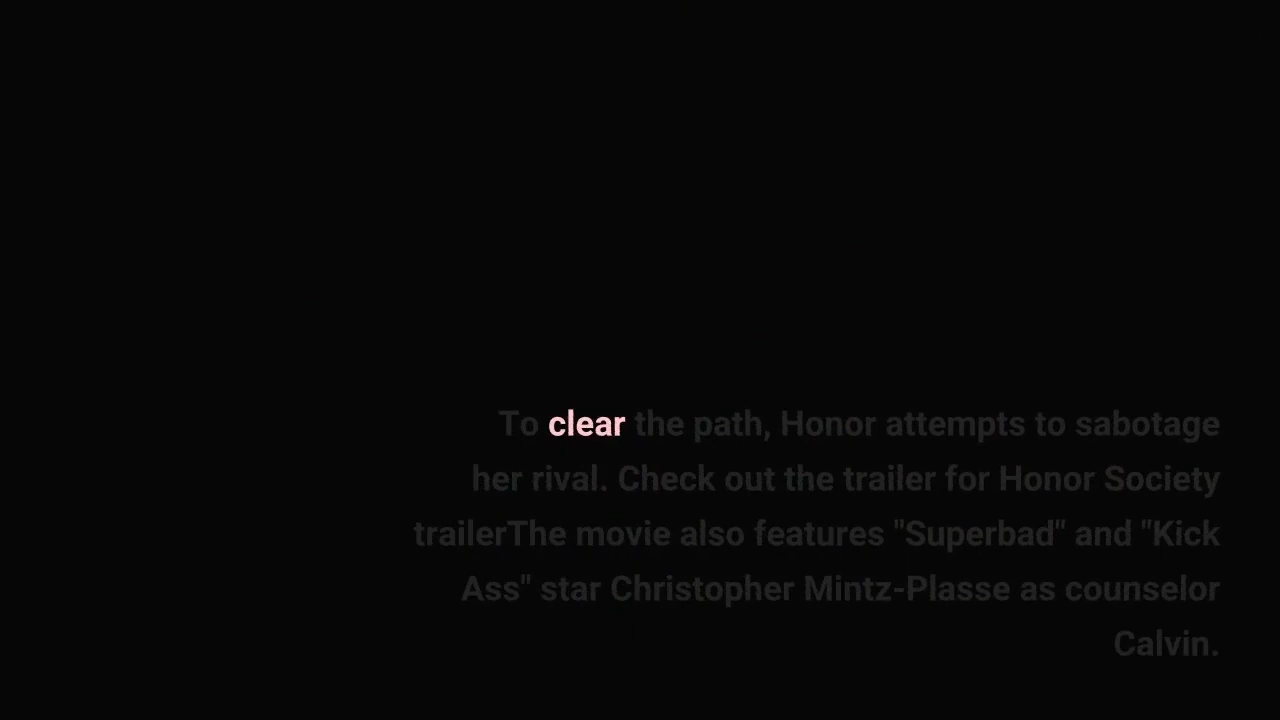 To clear the path, Honor attempts to sabotage
her rival. Check out the trailer for Honor Society
trailerThe movie also features "Superbad" and "Kick
Ass" star Christopher Mintz-Plasse as counselor
Calvin.